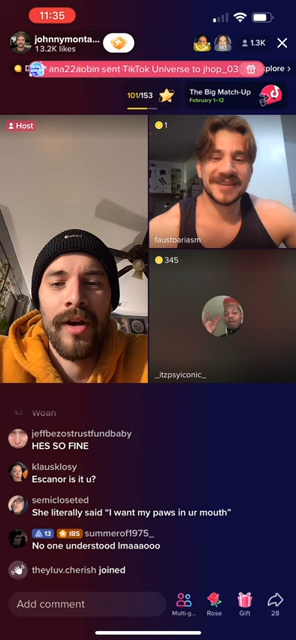 11:35
johnnymonta...
13.2K likes
1.3K
ana22aobin sent TikTok Universe to jhop_03
plore >
101/153
The Big Match-Up
February 1-12
Host
1
faustoariasm
345
_itzpsyiconic_
Woah
jeffbezostrustfundbaby
HES SO FINE
klausklosy
Escanor is it u?
semicloseted
She literally said “I want my paws in ur mouth”
13 IBS summerof1975_
No one understood lmaaaooo
theyluv.cherish joined
Add comment
Multi-g...
Rose
Gift
28